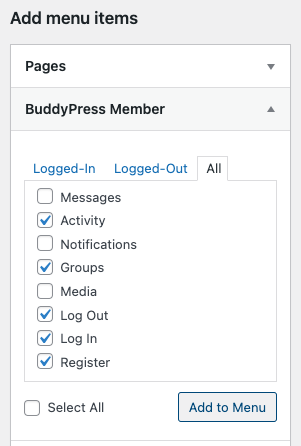 Add menu items
Pages
BuddyPress Member
Logged-In Logged-Out All
Messages
Activity
Notifications
Groups
Media
Log Out
Log In
Register
Select All Add to Menu